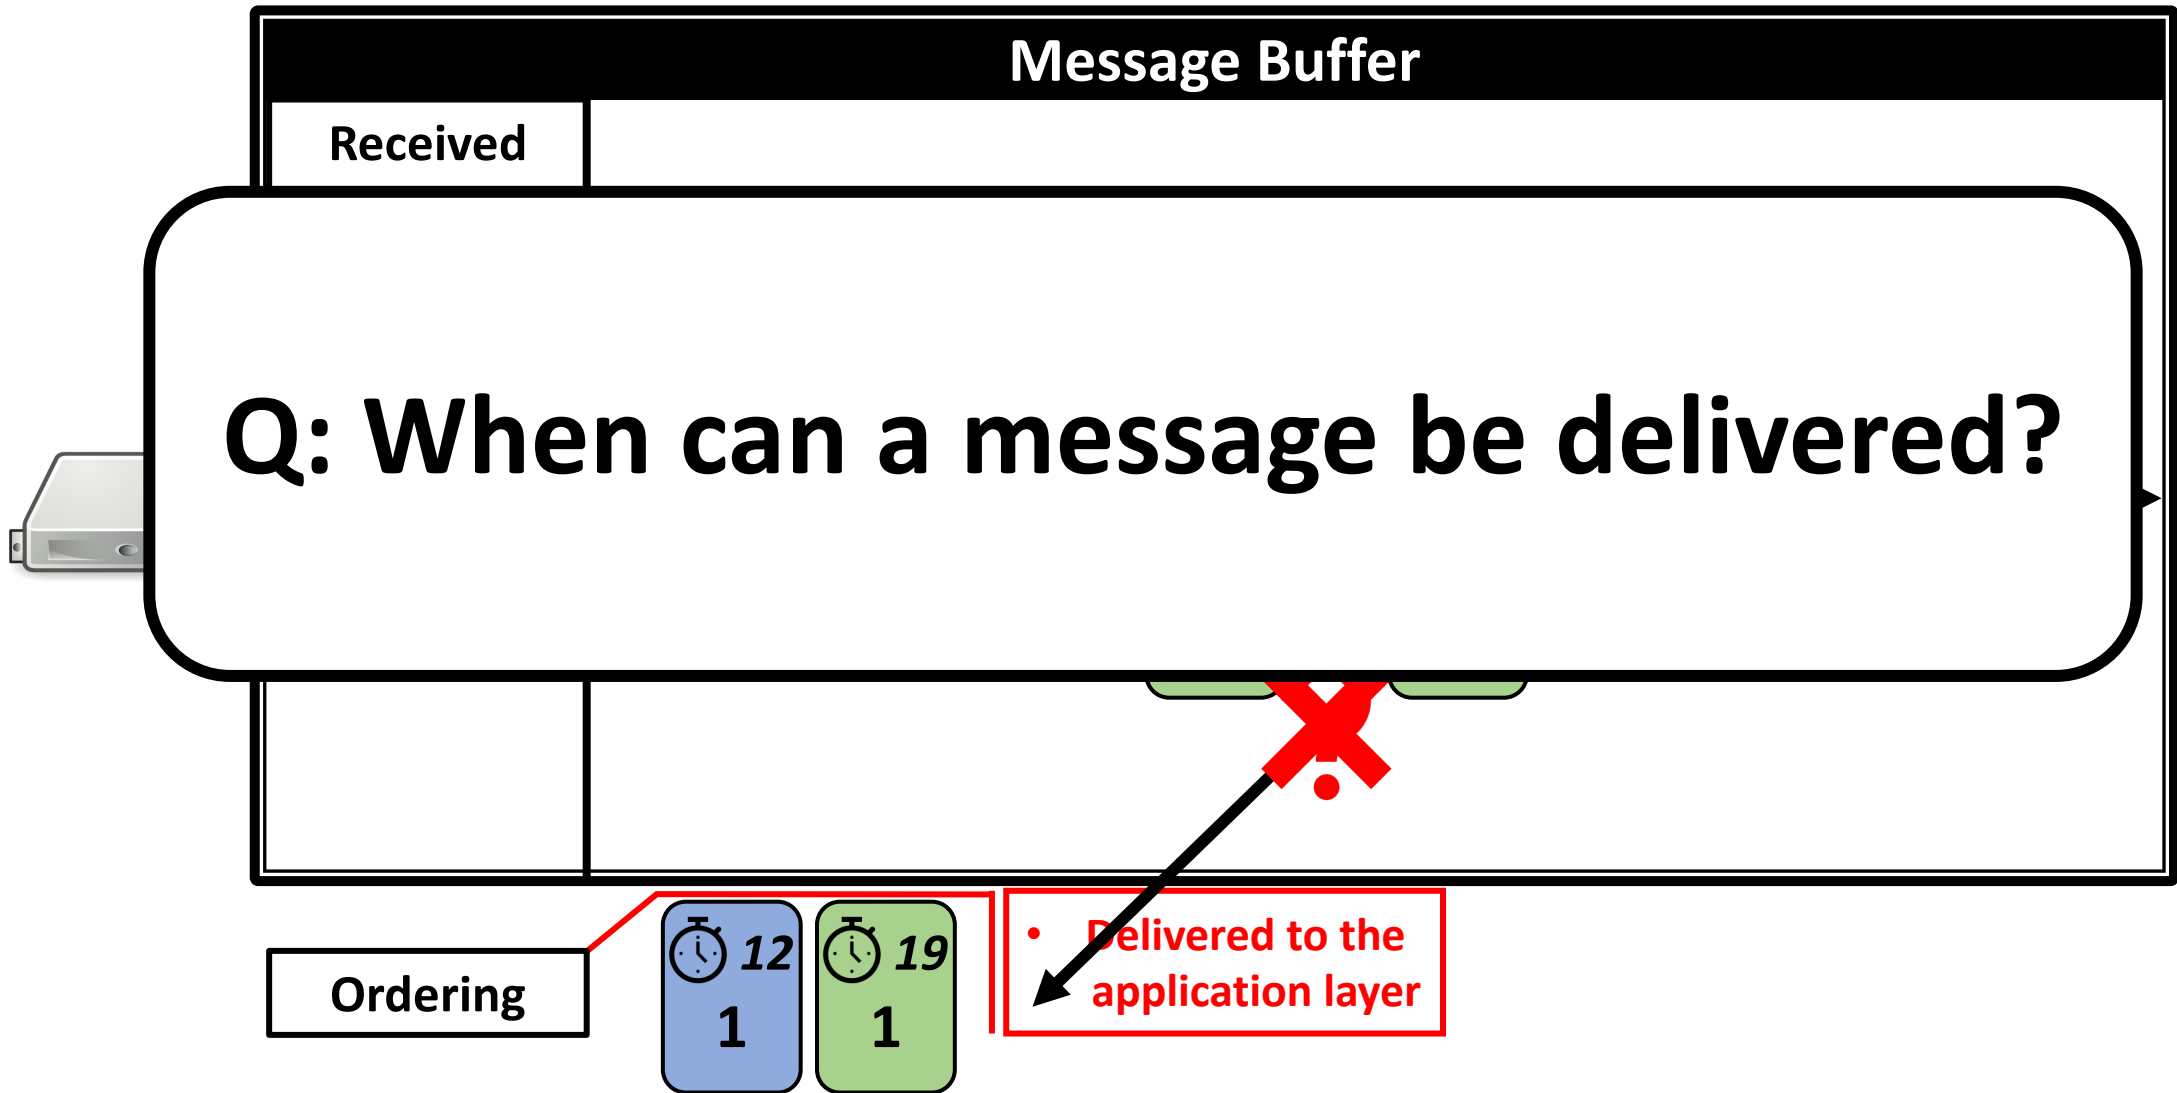 Message Buffer
Received
Q: When can a message be delivered?
12
19
1
1
Ordering
• Delivered to the
application layer